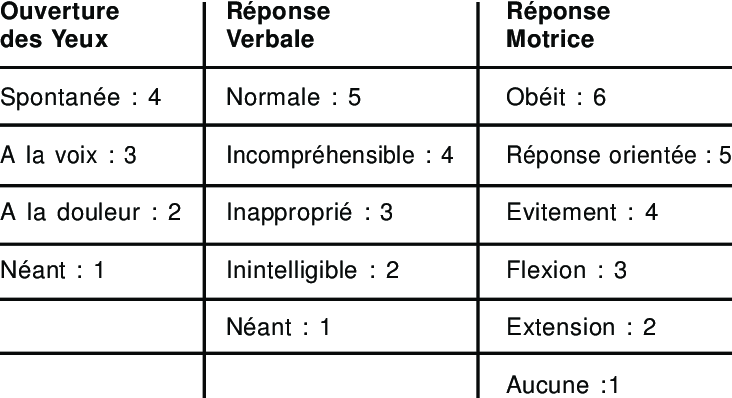 Ouverture des Yeux | Réponse Verbale | Réponse Motrice
Spontanée : 4 | Normale : 5 | Obéit : 6
A la voix : 3 | Incompréhensible : 4 | Réponse orientée : 5
A la douleur : 2 | Inapproprié : 3 | Evitement : 4
Néant : 1 | Inintelligible : 2 | Flexion : 3
Néant : 1 | Extension : 2
Aucune :1